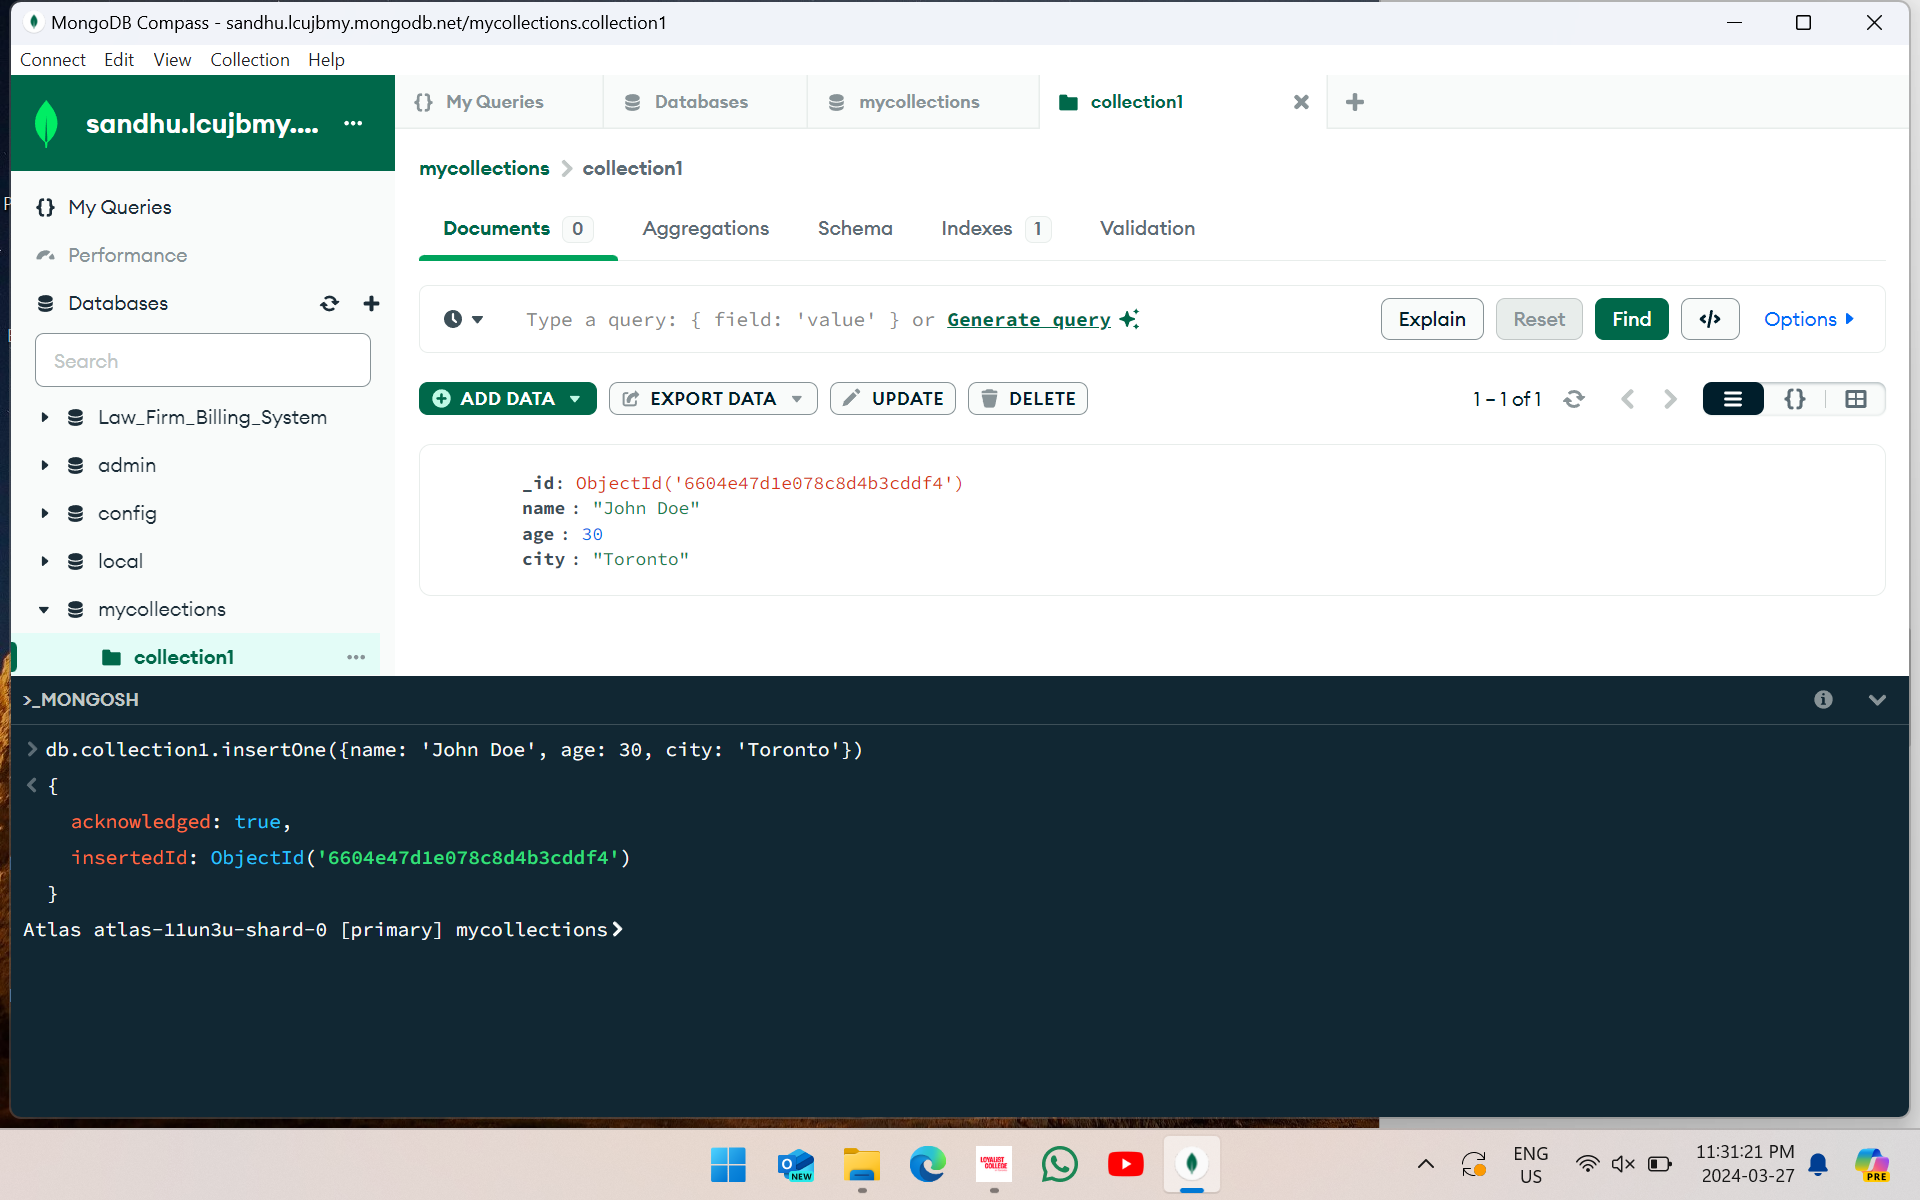 MongoDB Compass - sandhu.lcujbmy.mongodb.net/mycollections.collection1
Connect Edit View Collection Help
sandhu.lcujbmy.... ...
{} My Queries
Databases
mycollections
collection1
mycollections > collection1
{} My Queries
Performance
Databases
Search
Law_Firm_Billing_System
admin
config
local
mycollections
collection1 ...
Documents 0 Aggregations Schema Indexes 1 Validation
Type a query: { field: 'value' } or Generate query
Explain Reset Find </> Options
ADD DATA EXPORT DATA UPDATE DELETE
1 – 1 of 1 {}
_id: ObjectId('6604e47d1e078c8d4b3cddf4')
name : "John Doe"
age : 30
city : "Toronto"
>_MONGOSH
> db.collection1.insertOne({name: 'John Doe', age: 30, city: 'Toronto'})
< {
acknowledged: true,
insertedId: ObjectId('6604e47d1e078c8d4b3cddf4')
}
Atlas atlas-11un3u-shard-0 [primary] mycollections>
NEW
LOYALIST
COLLEGE
ENG
US
11:31:21 PM
2024-03-27
PRE